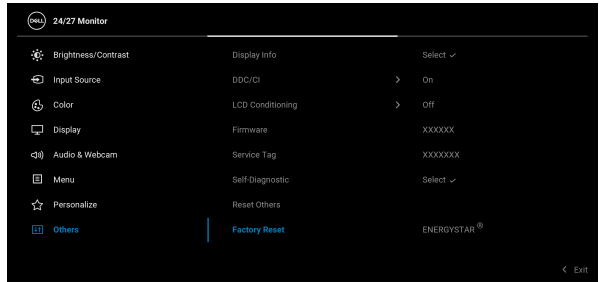 DELL 24/27 Monitor
Brightness/Contrast Display Info Select ✓
Input Source DDC/CI > On
Color LCD Conditioning > Off
Display Firmware XXXXXX
Audio & Webcam Service Tag XXXXXXX
Menu Self-Diagnostic Select ✓
Personalize Reset Others
Others Factory Reset ENERGYSTAR ®
< Exit